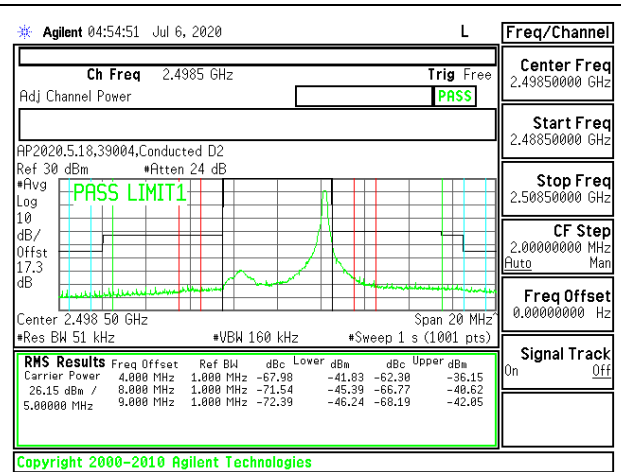 Agilent 04:54:51 Jul 6, 2020 L Freq/Channel
Ch Freq 2.4985 GHz Trig Free
Adj Channel Power PASS
Center Freq
2.49850000 GHz
Start Freq
2.48850000 GHz
AP2020.5.18,39004,Conducted D2
Ref 30 dBm #Atten 24 dB
#Avg
Log
10
dB/
Offst
17.3
dB
PASS LIMIT1
Stop Freq
2.50850000 GHz
CF Step
2.00000000 MHz
Auto Man
Freq Offset
0.00000000 Hz
Center 2.498 50 GHz Span 20 MHz^
#Res BW 51 kHz #VBW 160 kHz #Sweep 1 s (1001 pts)
Signal Track
On Off
RMS Results Freq Offset Ref BW dBc Lower dBm dBc Upper dBm
Carrier Power 4.000 MHz 1.000 MHz -67.98 -41.83 -62.30 -36.15
26.15 dBm / 8.000 MHz 1.000 MHz -71.54 -45.39 -66.77 -40.62
5.00000 MHz 9.000 MHz 1.000 MHz -72.39 -46.24 -68.19 -42.05
Copyright 2000-2010 Agilent Technologies